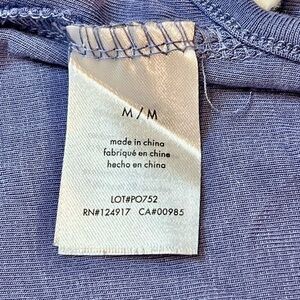 M / M
made in china
fabriqué en chine
hecho en china
LOT#PO752
RN#124917 CA#00985